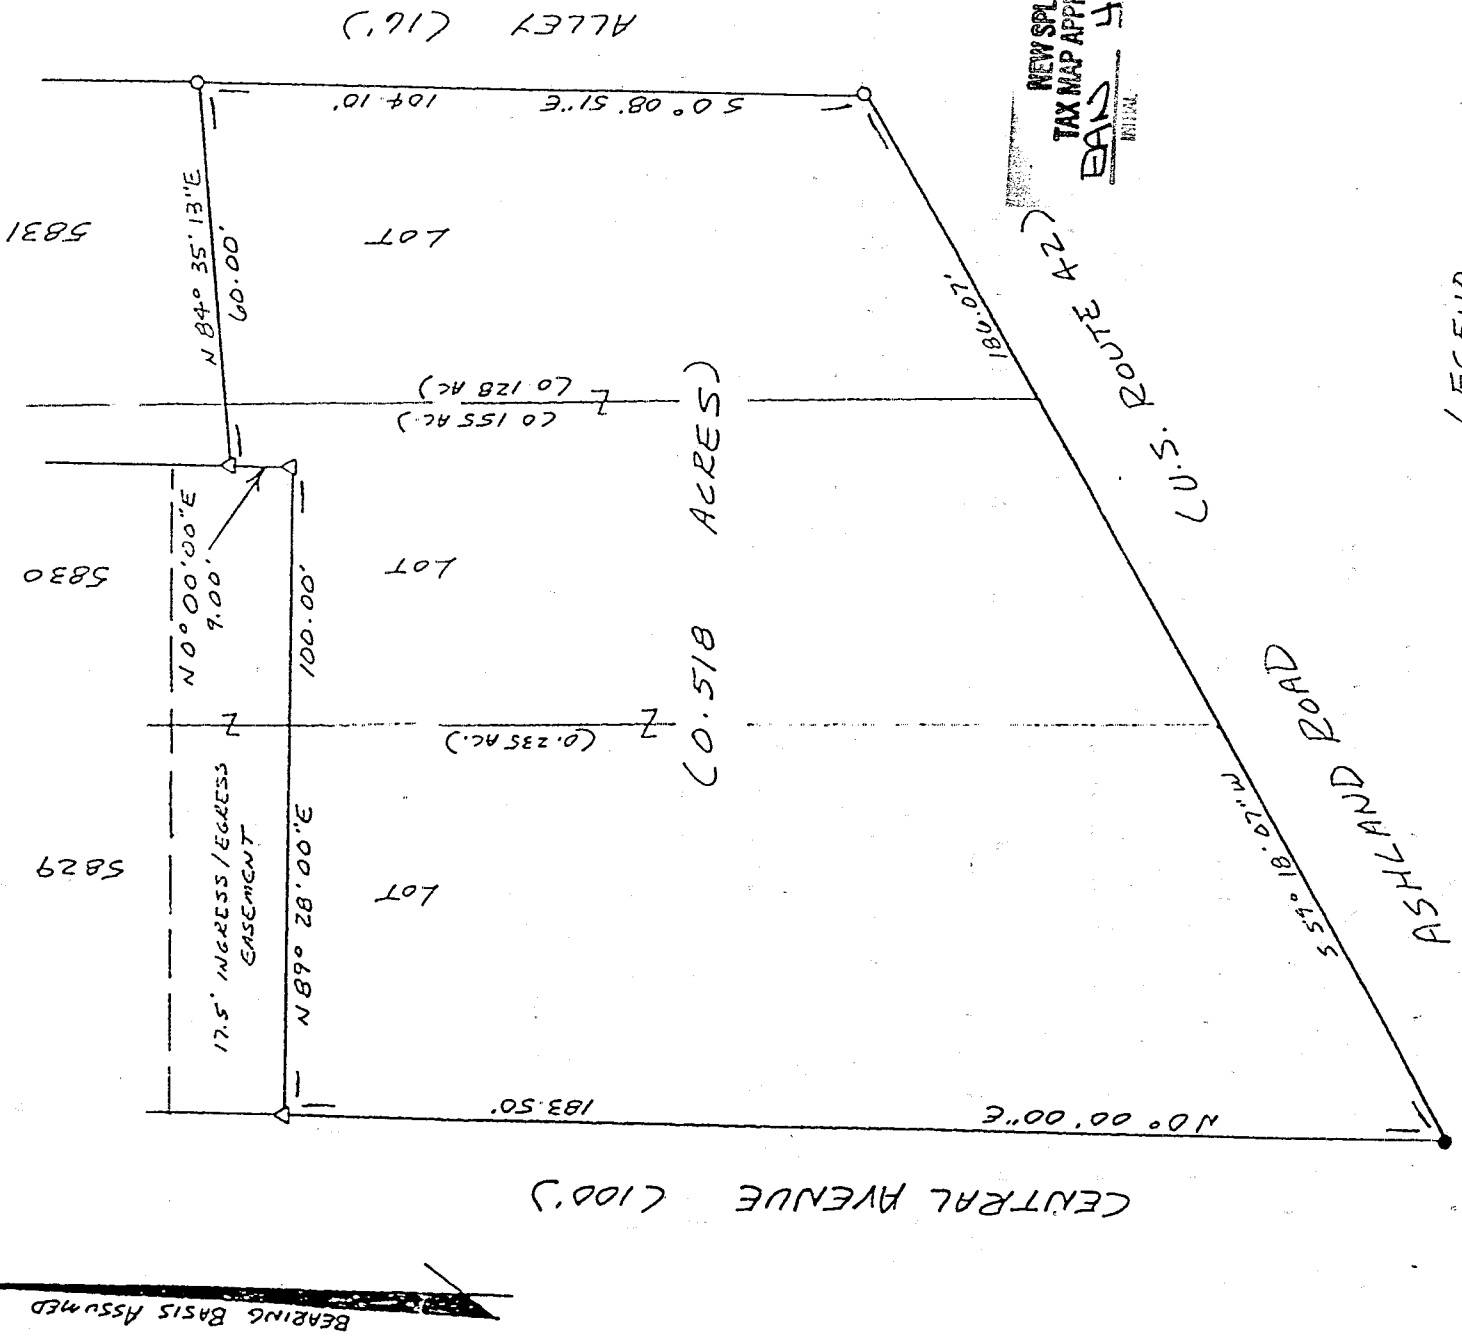 ALLEY (16')
S 0° 08' 51" E 104.10'
NEW SPL
TAX MAP APP
N 84° 35' 13" E
60.00'
LOT 5831
(0.128 AC)
(0.155 AC.)
186.07'
(U.S. ROUTE 42)
N 0° 00' 00" E
9.00'
LOT 5830
100.00'
(0.518 ACRES)
(0.235 AC.)
17.5' INGRESS/EGRESS
EASEMENT
N 89° 28' 00" E
LOT 5829
S 59° 18' 07" W
ASHLAND ROAD
N 0° 00' 00" E 183.50'
CENTRAL AVENUE (100')
BEARING BASIS ASSUMED
LEGEND